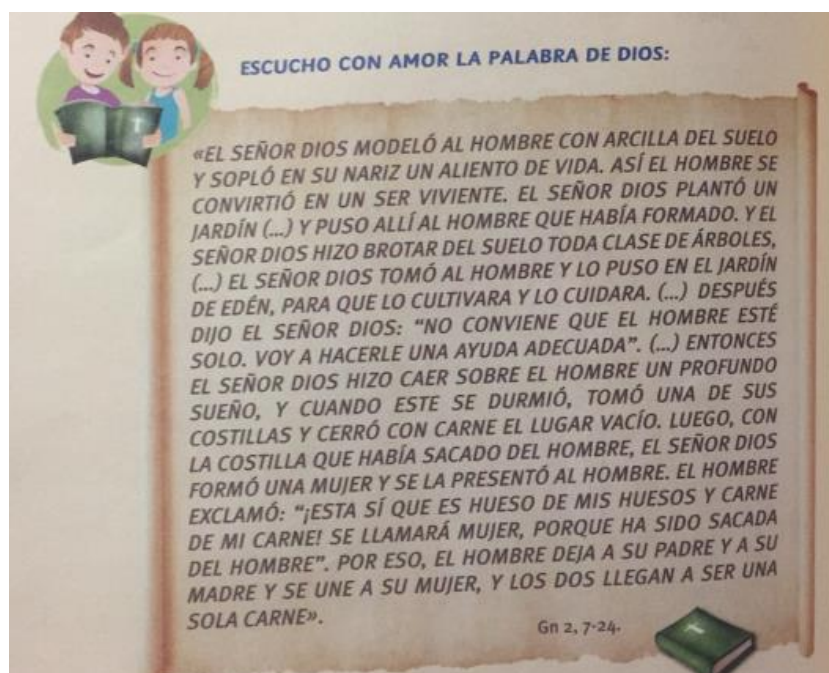 ESCUCHO CON AMOR LA PALABRA DE DIOS:
«EL SEÑOR DIOS MODELÓ AL HOMBRE CON ARCILLA DEL SUELO
Y SOPLÓ EN SU NARIZ UN ALIENTO DE VIDA. ASÍ EL HOMBRE SE
CONVIRTIÓ EN UN SER VIVIENTE. EL SEÑOR DIOS PLANTÓ UN
JARDÍN (...) Y PUSO ALLÍ AL HOMBRE QUE HABÍA FORMADO. Y EL
SEÑOR DIOS HIZO BROTAR DEL SUELO TODA CLASE DE ÁRBOLES,
(...) EL SEÑOR DIOS TOMÓ AL HOMBRE Y LO PUSO EN EL JARDÍN
DE EDÉN, PARA QUE LO CULTIVARA Y LO CUIDARA. (...) DESPUÉS
DIJO EL SEÑOR DIOS: “NO CONVIENE QUE EL HOMBRE ESTÉ
SOLO. VOY A HACERLE UNA AYUDA ADECUADA”. (...) ENTONCES
EL SEÑOR DIOS HIZO CAER SOBRE EL HOMBRE UN PROFUNDO
SUEÑO, Y CUANDO ESTE SE DURMIÓ, TOMÓ UNA DE SUS
COSTILLAS Y CERRÓ CON CARNE EL LUGAR VACÍO. LUEGO, CON
LA COSTILLA QUE HABÍA SACADO DEL HOMBRE, EL SEÑOR DIOS
FORMÓ UNA MUJER Y SE LA PRESENTÓ AL HOMBRE. EL HOMBRE
EXCLAMÓ: “¡ESTA SÍ QUE ES HUESO DE MIS HUESOS Y CARNE
DE MI CARNE! SE LLAMARÁ MUJER, PORQUE HA SIDO SACADA
DEL HOMBRE”. POR ESO, EL HOMBRE DEJA A SU PADRE Y A SU
MADRE Y SE UNE A SU MUJER, Y LOS DOS LLEGAN A SER UNA
SOLA CARNE».
Gn 2, 7-24.